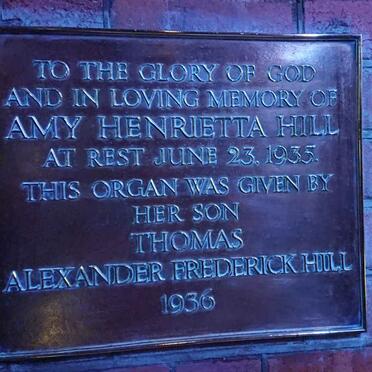 TO THE GLORY OF GOD
AND IN LOVING MEMORY OF
AMY HENRIETTA HILL
AT REST JUNE 23, 1935.
THIS ORGAN WAS GIVEN BY
HER SON
THOMAS
ALEXANDER FREDERICK HILL
1936